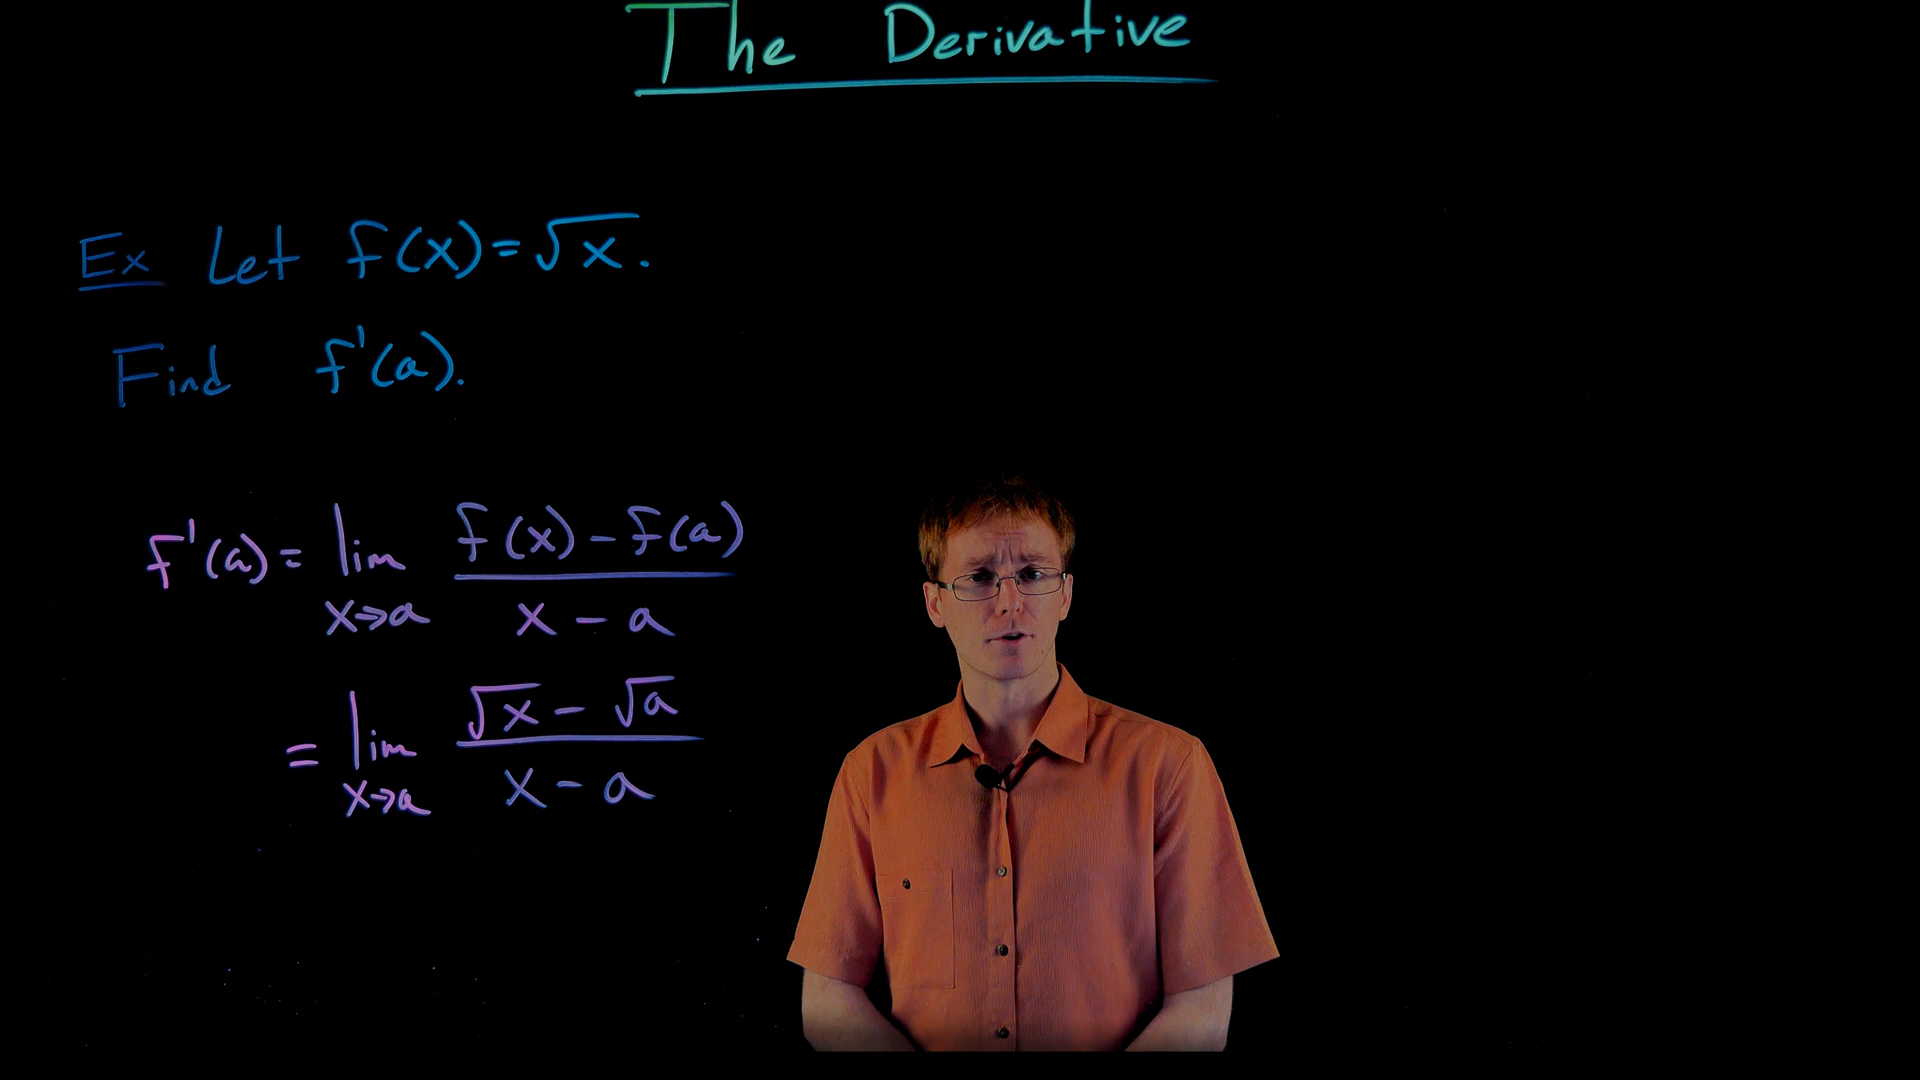 The Derivative
Ex Let f(x)=√x.
Find f'(a).
f'(a) = lim f(x) - f(a)
x→a x - a
= lim √x - √a
x→a x - a